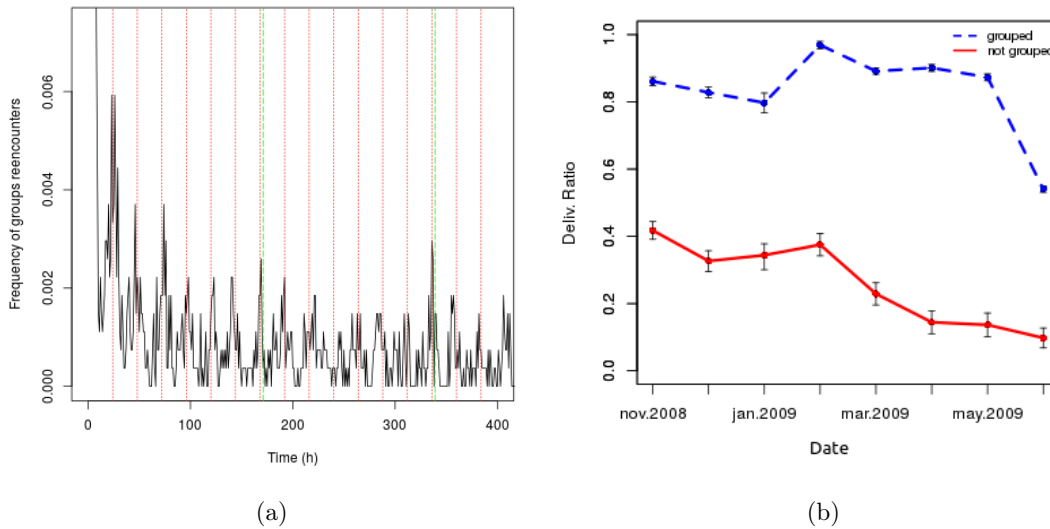 Frequency of groups reencounters
0.006
0.004
0.002
0.000
0
100
200
300
400
Time (h)
(a)
grouped
not grouped
Deliv. Ratio
1.0
0.8
0.6
0.4
0.2
0.0
nov.2008
jan.2009
mar.2009
may.2009
Date
(b)